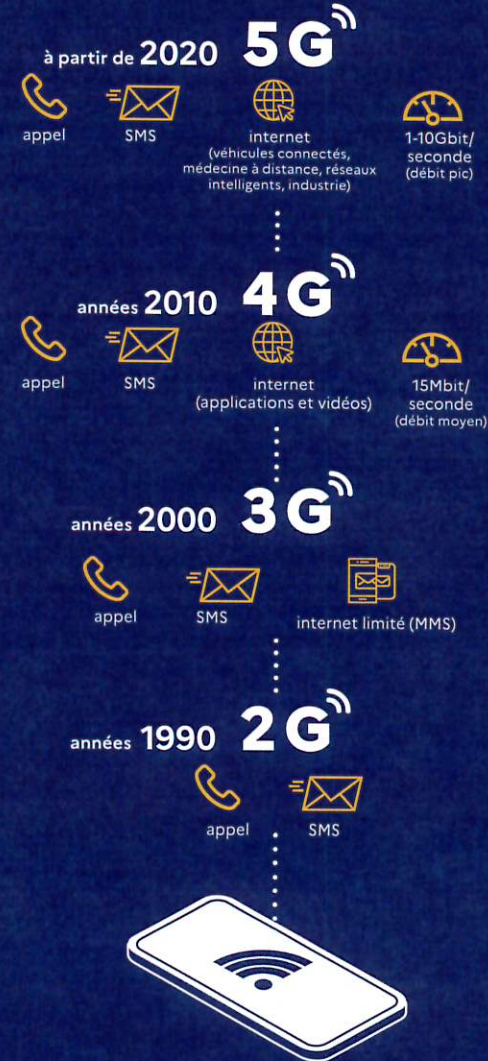 à partir de 2020 5G
appel
SMS
internet
(véhicules connectés,
médecine à distance, réseaux
intelligents, industrie)
1-10Gbit/
seconde
(débit pic)
années 2010 4G
appel
SMS
internet
(applications et vidéos)
15Mbit/
seconde
(débit moyen)
années 2000 3G
appel
SMS
internet limité (MMS)
années 1990 2G
appel
SMS